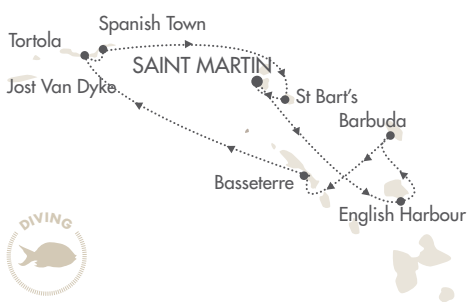 Spanish Town
Tortola
SAINT MARTIN
Jost Van Dyke
St Bart's
Barbuda
Basseterre
English Harbour
DIVING